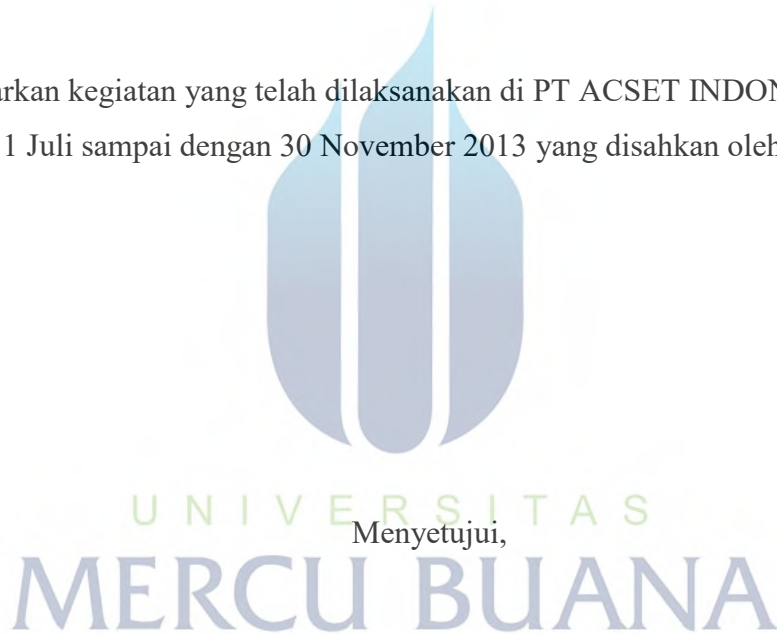 arkan kegiatan yang telah dilaksanakan di PT ACSET INDON
1 Juli sampai dengan 30 November 2013 yang disahkan oleh
UNIVERSITAS
Menyetujui,
MERCU BUANA